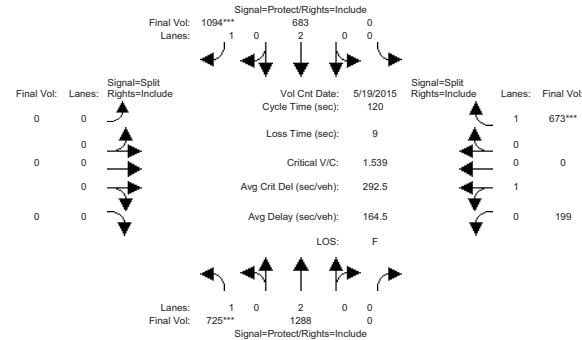 Signal=Protect/Rights=Include
Final Vol: 1094*** 683 0
Lanes: 1 0 2 0 0
Signal=Split
Final Vol: Lanes: Rights=Include
Vol Cnt Date: 5/19/2015
Signal=Split
Rights=Include Lanes: Final Vol:
Cycle Time (sec): 120
0 0
1 673***
Loss Time (sec): 9
0
0
0 0
Critical V/C: 1.539
0 0
0
Avg Crit Del (sec/veh): 292.5
1
0 0
Avg Delay (sec/veh): 164.5
0 199
LOS: F
Lanes: 1 0 2 0 0
Final Vol: 725*** 1288 0
Signal=Protect/Rights=Include